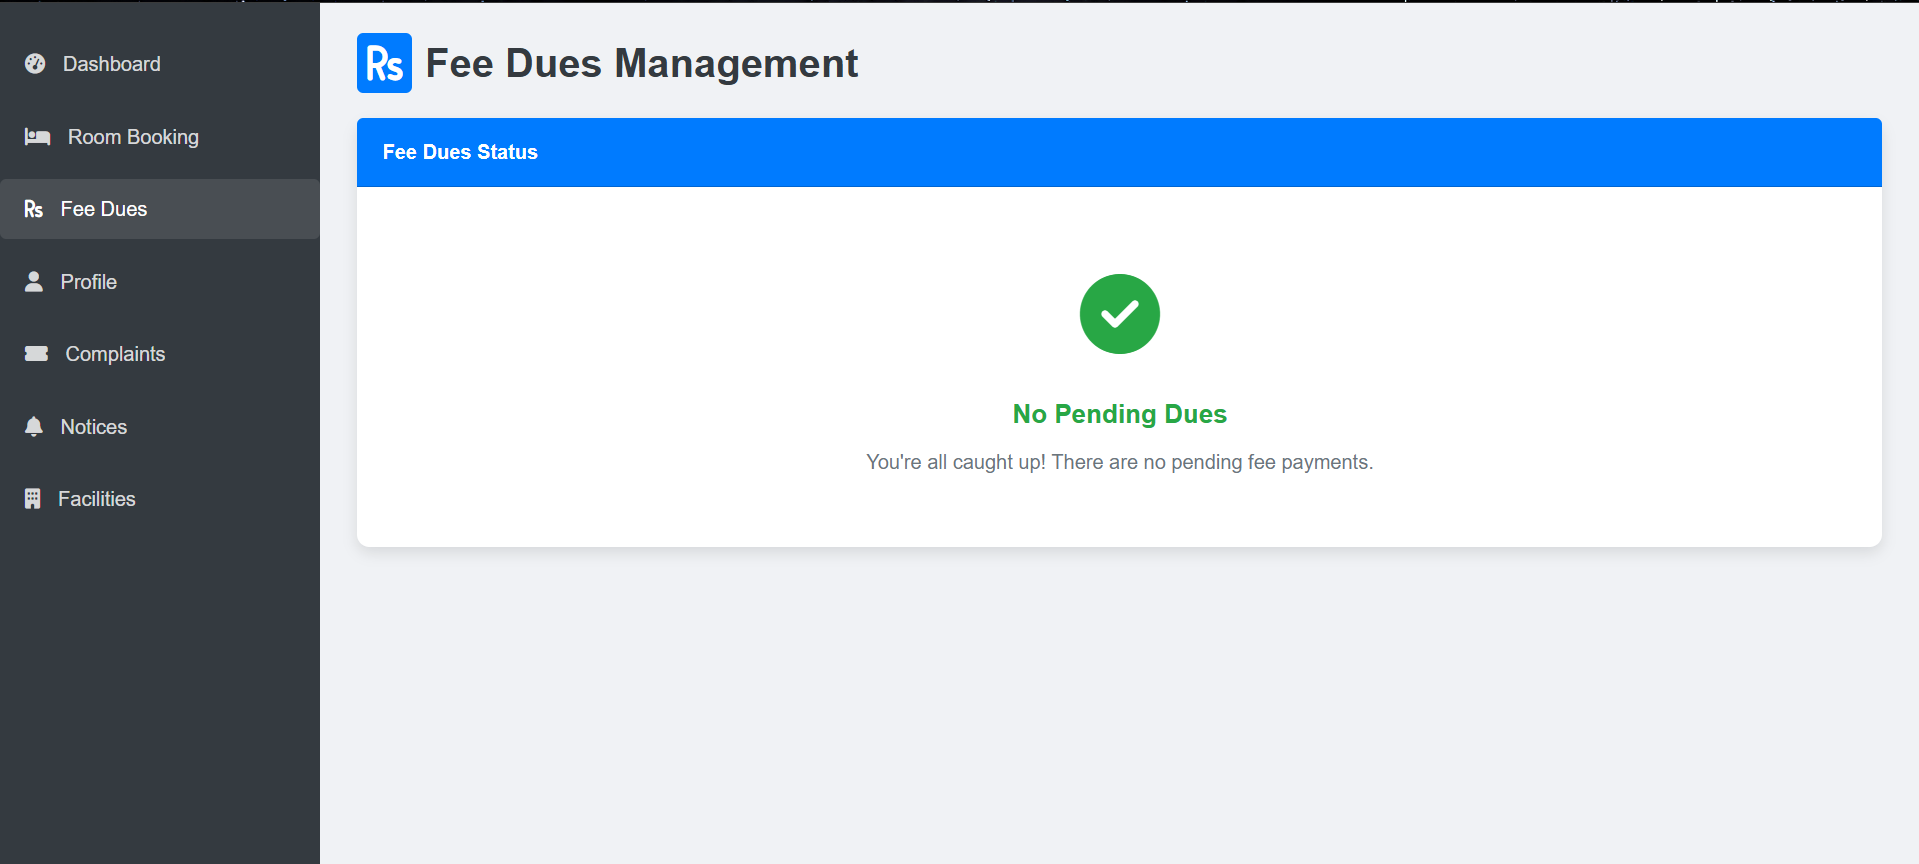 Dashboard
Room Booking
Rs Fee Dues
Profile
Complaints
Notices
Facilities
Rs Fee Dues Management
Fee Dues Status
No Pending Dues
You're all caught up! There are no pending fee payments.